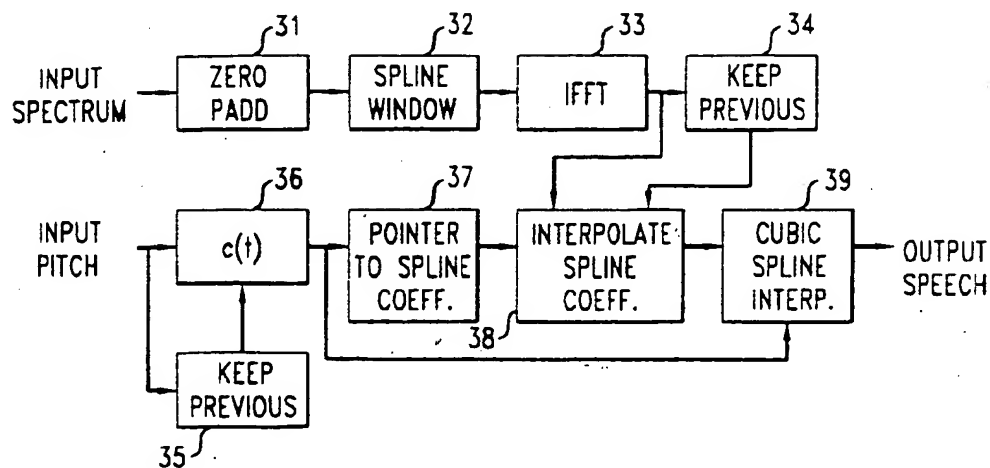 31
32
33
34
INPUT
SPECTRUM
ZERO
PADD
SPLINE
WINDOW
IFFT
KEEP
PREVIOUS
36
37
39
INPUT
PITCH
c(t)
POINTER
TO SPLINE
COEFF.
INTERPOLATE
SPLINE
COEFF.
CUBIC
SPLINE
INTERP.
OUTPUT
SPEECH
38
KEEP
PREVIOUS
35